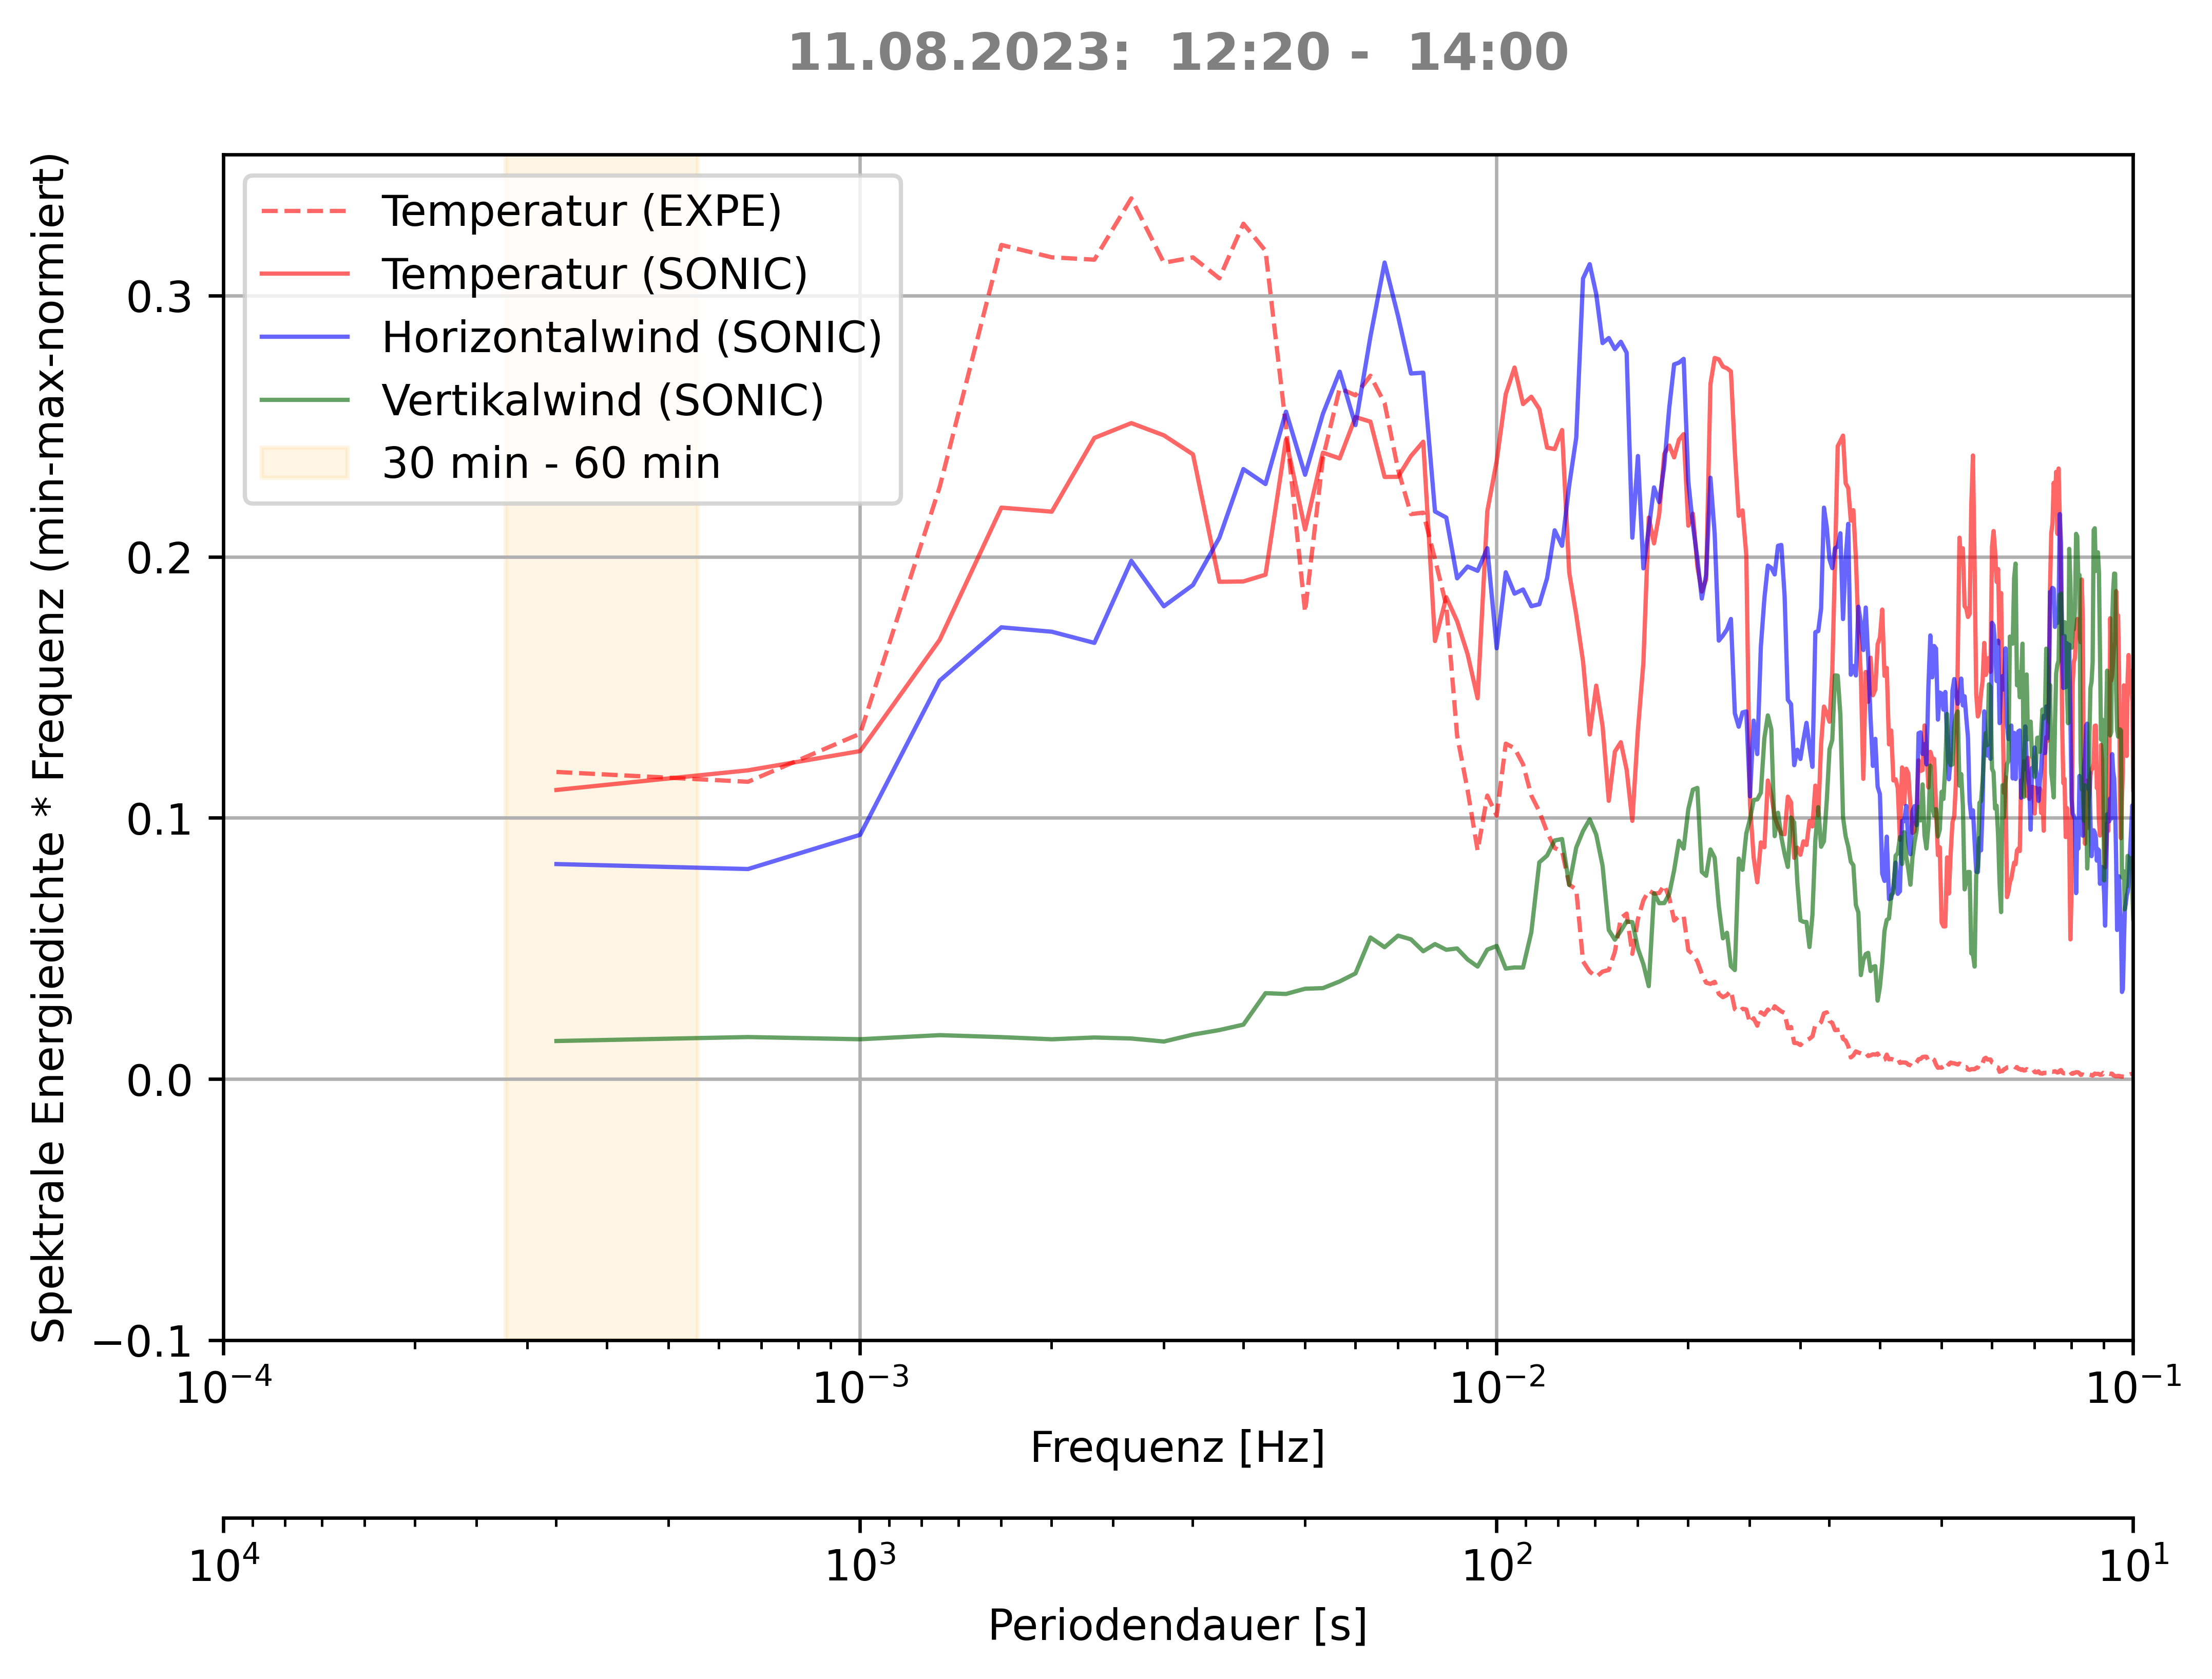 11.08.2023:  12:20 -  14:00
Spektrale Energiedichte * Frequenz (min-max-normiert)
Temperatur (EXPE)
Temperatur (SONIC)
Horizontalwind (SONIC)
Vertikalwind (SONIC)
30 min - 60 min
0.3
0.2
0.1
0.0
−0.1
10⁻⁴ 10⁻³ 10⁻² 10⁻¹
Frequenz [Hz]
10⁴ 10³ 10² 10¹
Periodendauer [s]